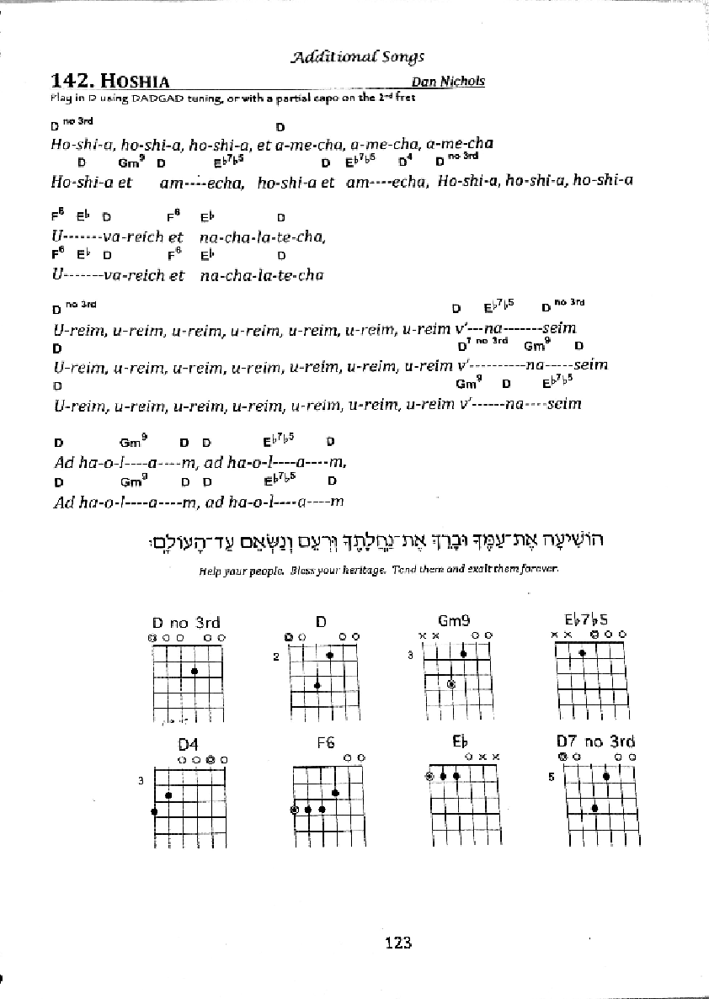 Additional Songs
142. HOSHIA Dan Nichols
Play in D using DADGAD tuning, or with a partial capo on the 2nd fret
D no 3rd D
Ho-shi-a, ho-shi-a, ho-shi-a, et a-me-cha, a-me-cha, a-me-cha
D Gm9 D E♭7♭5 D E♭7♭5 D4 D no 3rd
Ho-shi-a et am----echa, ho-shi-a et am----echa, Ho-shi-a, ho-shi-a, ho-shi-a
F6 E♭ D F6 E♭ D
U-------va-reich et na-cha-la-te-cha,
F6 E♭ D F6 E♭ D
U-------va-reich et na-cha-la-te-cha
D no 3rd D E♭7♭5 D no 3rd
U-reim, u-reim, u-reim, u-reim, u-reim, u-reim, u-reim v'---na-------seim
D D7 no 3rd Gm9 D
U-reim, u-reim, u-reim, u-reim, u-reim, u-reim, u-reim v'----------na-----seim
D Gm9 D E♭7♭5
U-reim, u-reim, u-reim, u-reim, u-reim, u-reim, u-reim v'------na----seim
D Gm9 D D E♭7♭5 D
Ad ha-o-l----a----m, ad ha-o-l----a----m,
D Gm9 D D E♭7♭5 D
Ad ha-o-l----a----m, ad ha-o-l----a----m
הוֹשִׁיעָה אֶת־עַמֶּךָ וּבָרֵךְ אֶת־נַחֲלָתֶךָ וּרְעֵם וְנַשְּׂאֵם עַד־הָעוֹלָם׃
Help your people. Bless your heritage. Tend them and exalt them forever.
D no 3rd D Gm9 E♭7♭5
2 3
D4 F6 E♭ D7 no 3rd
3 5
123